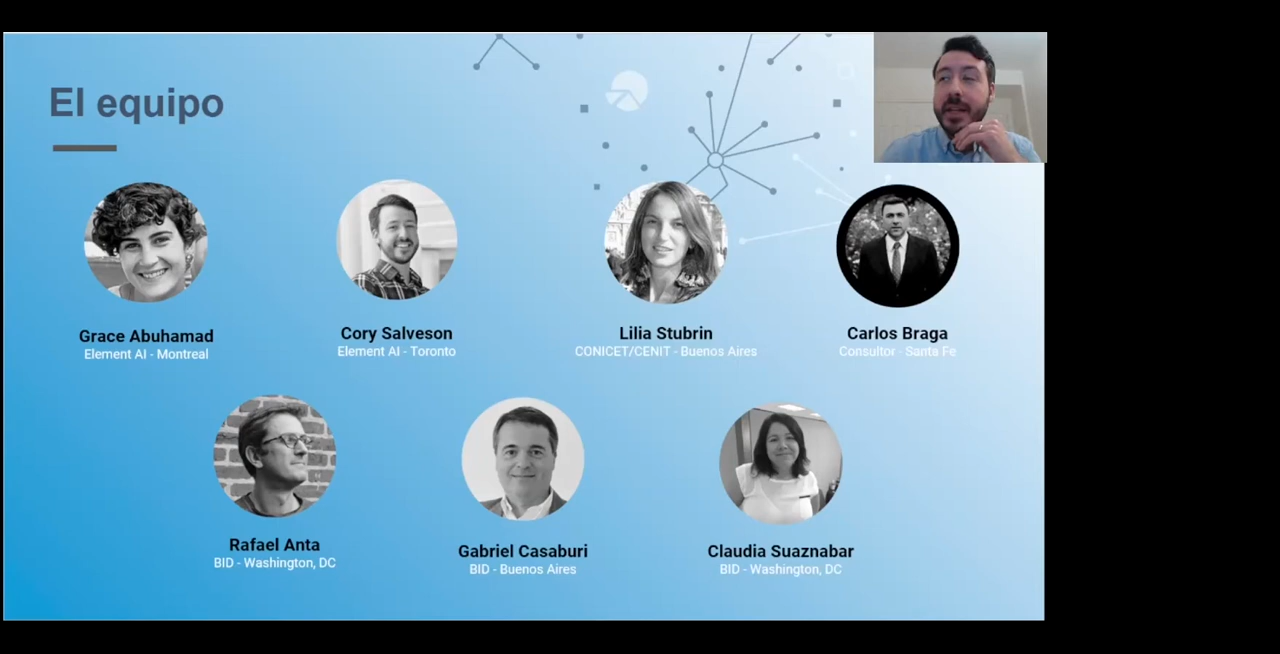 El equipo
Grace Abuhamad
Element AI - Montreal
Cory Salveson
Element AI - Toronto
Lilia Stubrin
CONICET/CENIT - Buenos Aires
Carlos Braga
Consultor - Santa Fe
Rafael Anta
BID - Washington, DC
Gabriel Casaburi
BID - Buenos Aires
Claudia Suaznabar
BID - Washington, DC